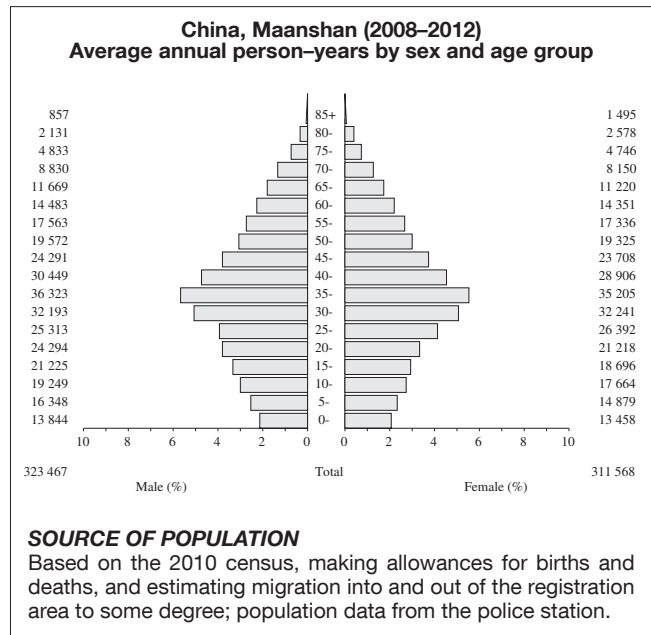 China, Maanshan (2008–2012)
Average annual person–years by sex and age group
857 85+ 1 495
2 131 80- 2 578
4 833 75- 4 746
8 830 70- 8 150
11 669 65- 11 220
14 483 60- 14 351
17 563 55- 17 336
19 572 50- 19 325
24 291 45- 23 708
30 449 40- 28 906
36 323 35- 35 205
32 193 30- 32 241
25 313 25- 26 392
24 294 20- 21 218
21 225 15- 18 696
19 249 10- 17 664
16 348 5- 14 879
13 844 0- 13 458
10 8 6 4 2 0 0 2 4 6 8 10
323 467 Total 311 568
Male (%) Female (%)
SOURCE OF POPULATION
Based on the 2010 census, making allowances for births and
deaths, and estimating migration into and out of the registration
area to some degree; population data from the police station.